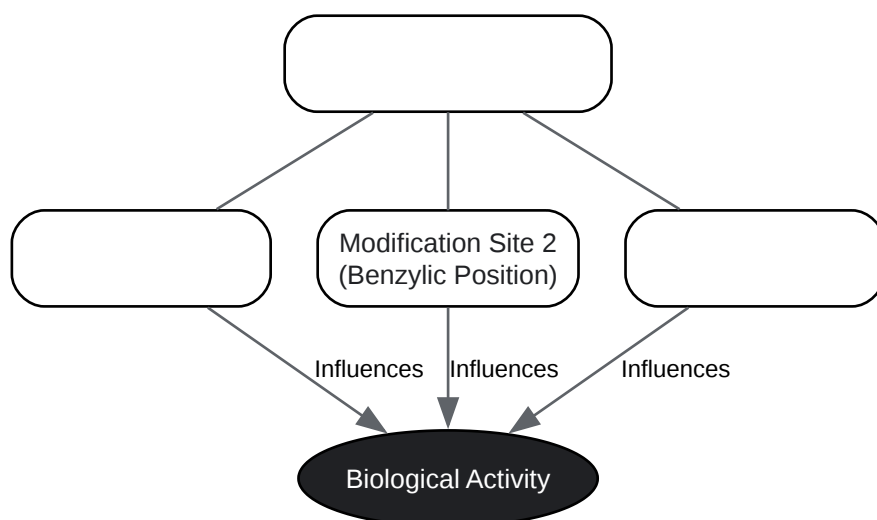 Modification Site 2
(Benzylic Position)
Influences
Influences
Influences
Biological Activity